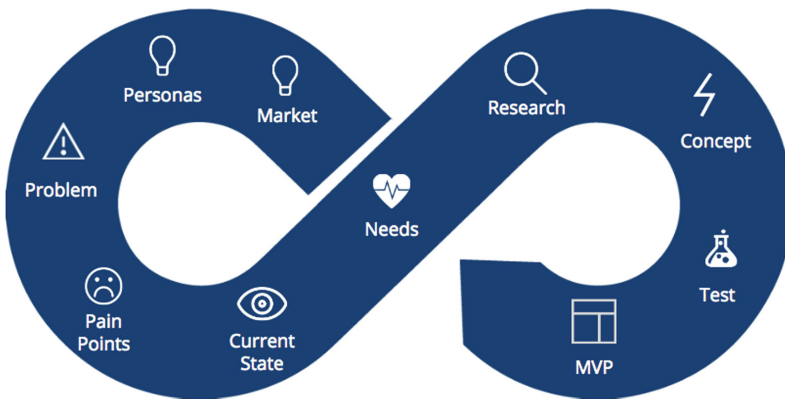 Personas
Market
Problem
Pain
Points
Current
State
Needs
Research
Concept
Test
MVP